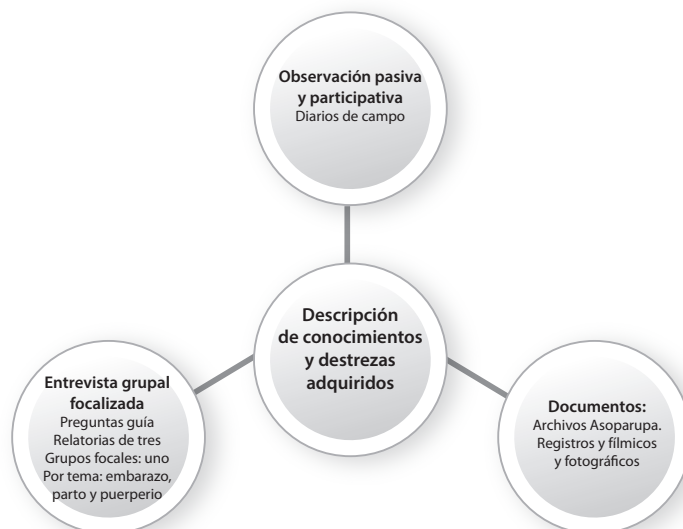 Observación pasiva
y participativa
Diarios de campo
Descripción
de conocimientos
y destrezas
adquiridos
Entrevista grupal
focalizada
Preguntas guía
Relatorias de tres
Grupos focales: uno
Por tema: embarazo,
parto y puerperio
Documentos:
Archivos Asoparupa.
Registros y fílmicos
y fotográficos